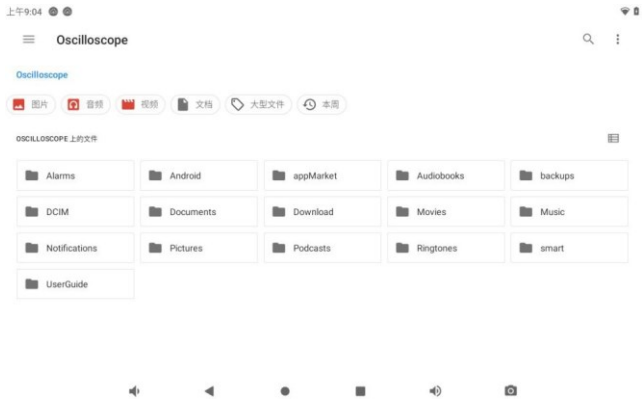 上午9:04
Oscilloscope
Oscilloscope
图片 音频 视频 文档 大型文件 本周
OSCILLOSCOPE 上的文件
Alarms Android appMarket Audiobooks backups
DCIM Documents Download Movies Music
Notifications Pictures Podcasts Ringtones smart
UserGuide